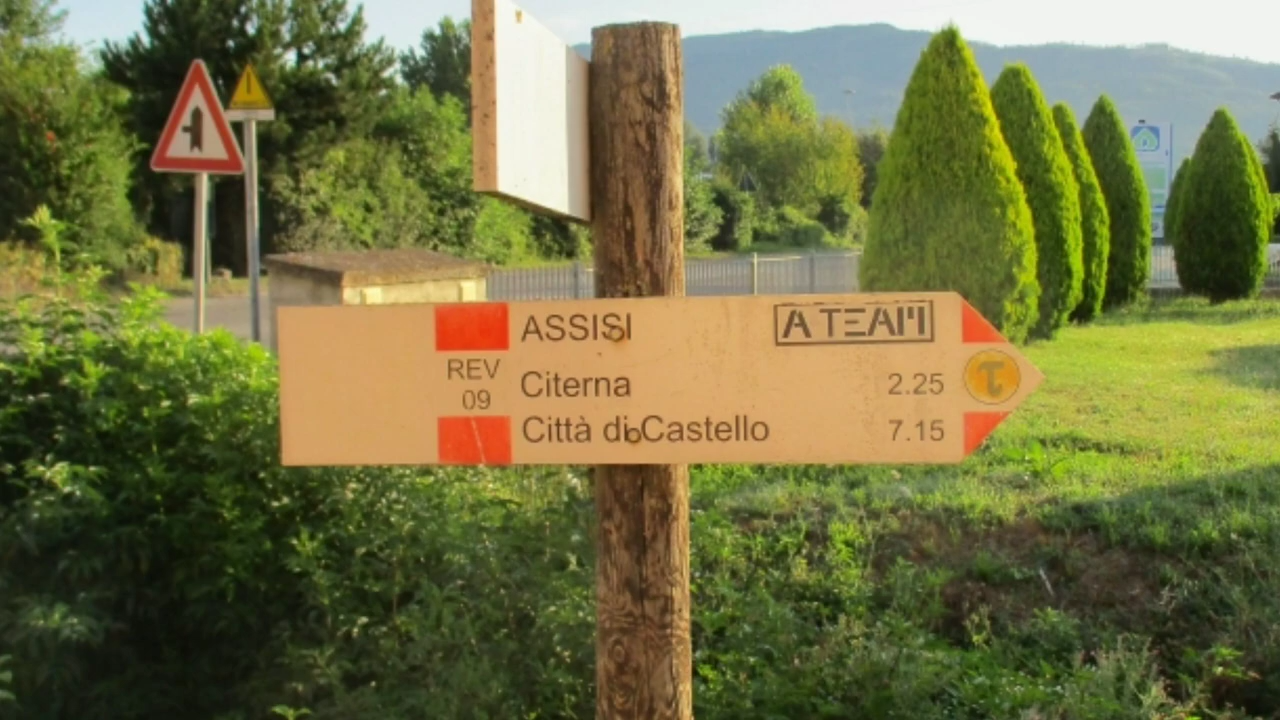 ASSISI A TEAM
REV
09
Citerna 2.25
Città di Castello 7.15
τ